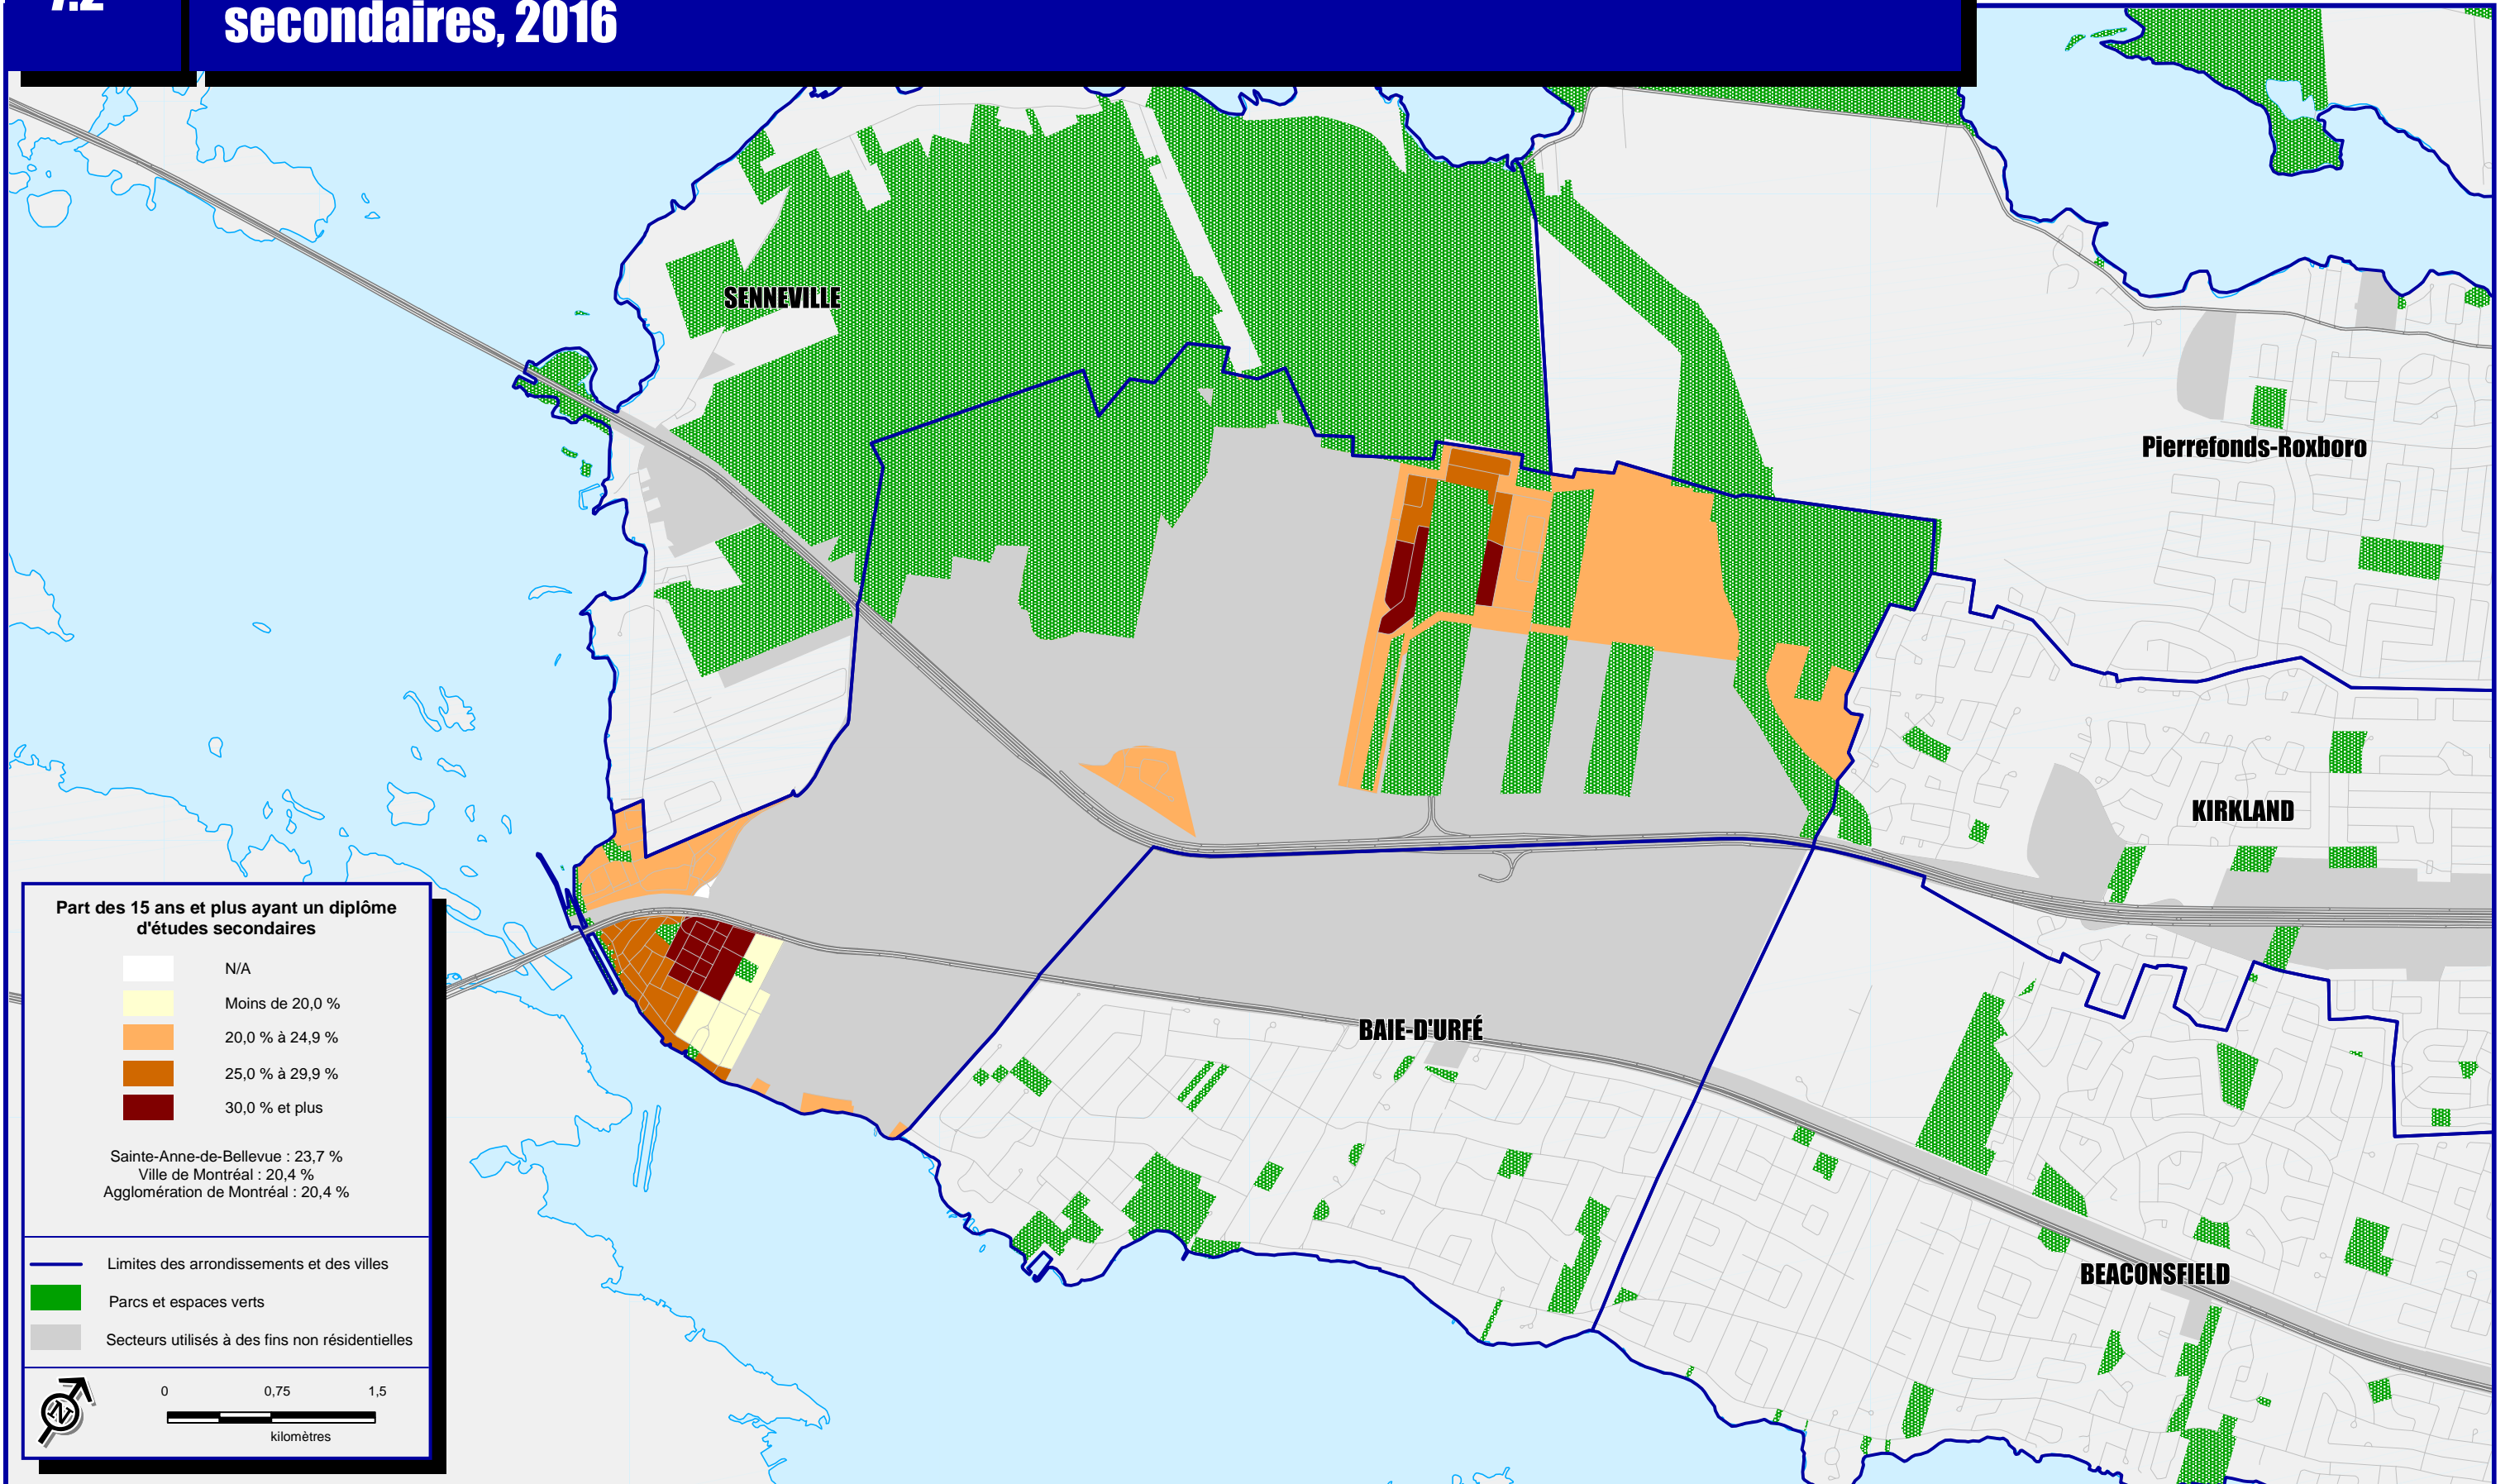 7.2
secondaires, 2016
SENNEVILLE
Pierrefonds-Roxboro
KIRKLAND
BAIE-D'URFÉ
BEACONSFIELD
Part des 15 ans et plus ayant un diplôme
d'études secondaires
N/A
Moins de 20,0 %
20,0 % à 24,9 %
25,0 % à 29,9 %
30,0 % et plus
Sainte-Anne-de-Bellevue : 23,7 %
Ville de Montréal : 20,4 %
Agglomération de Montréal : 20,4 %
Limites des arrondissements et des villes
Parcs et espaces verts
Secteurs utilisés à des fins non résidentielles
N
0 0,75 1,5
kilomètres